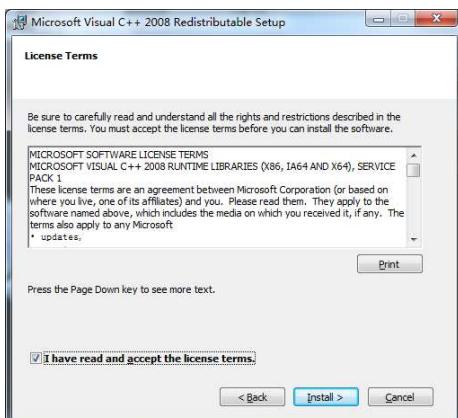 Microsoft Visual C++ 2008 Redistributable Setup
License Terms
Be sure to carefully read and understand all the rights and restrictions described in the
license terms. You must accept the license terms before you can install the software.
MICROSOFT SOFTWARE LICENSE TERMS
MICROSOFT VISUAL C++ 2008 RUNTIME LIBRARIES (X86, IA64 AND X64), SERVICE
PACK 1
These license terms are an agreement between Microsoft Corporation (or based on
where you live, one of its affiliates) and you. Please read them. They apply to the
software named above, which includes the media on which you received it, if any. The
terms also apply to any Microsoft
• updates,
Print
Press the Page Down key to see more text.
I have read and accept the license terms.
< Back
Install >
Cancel